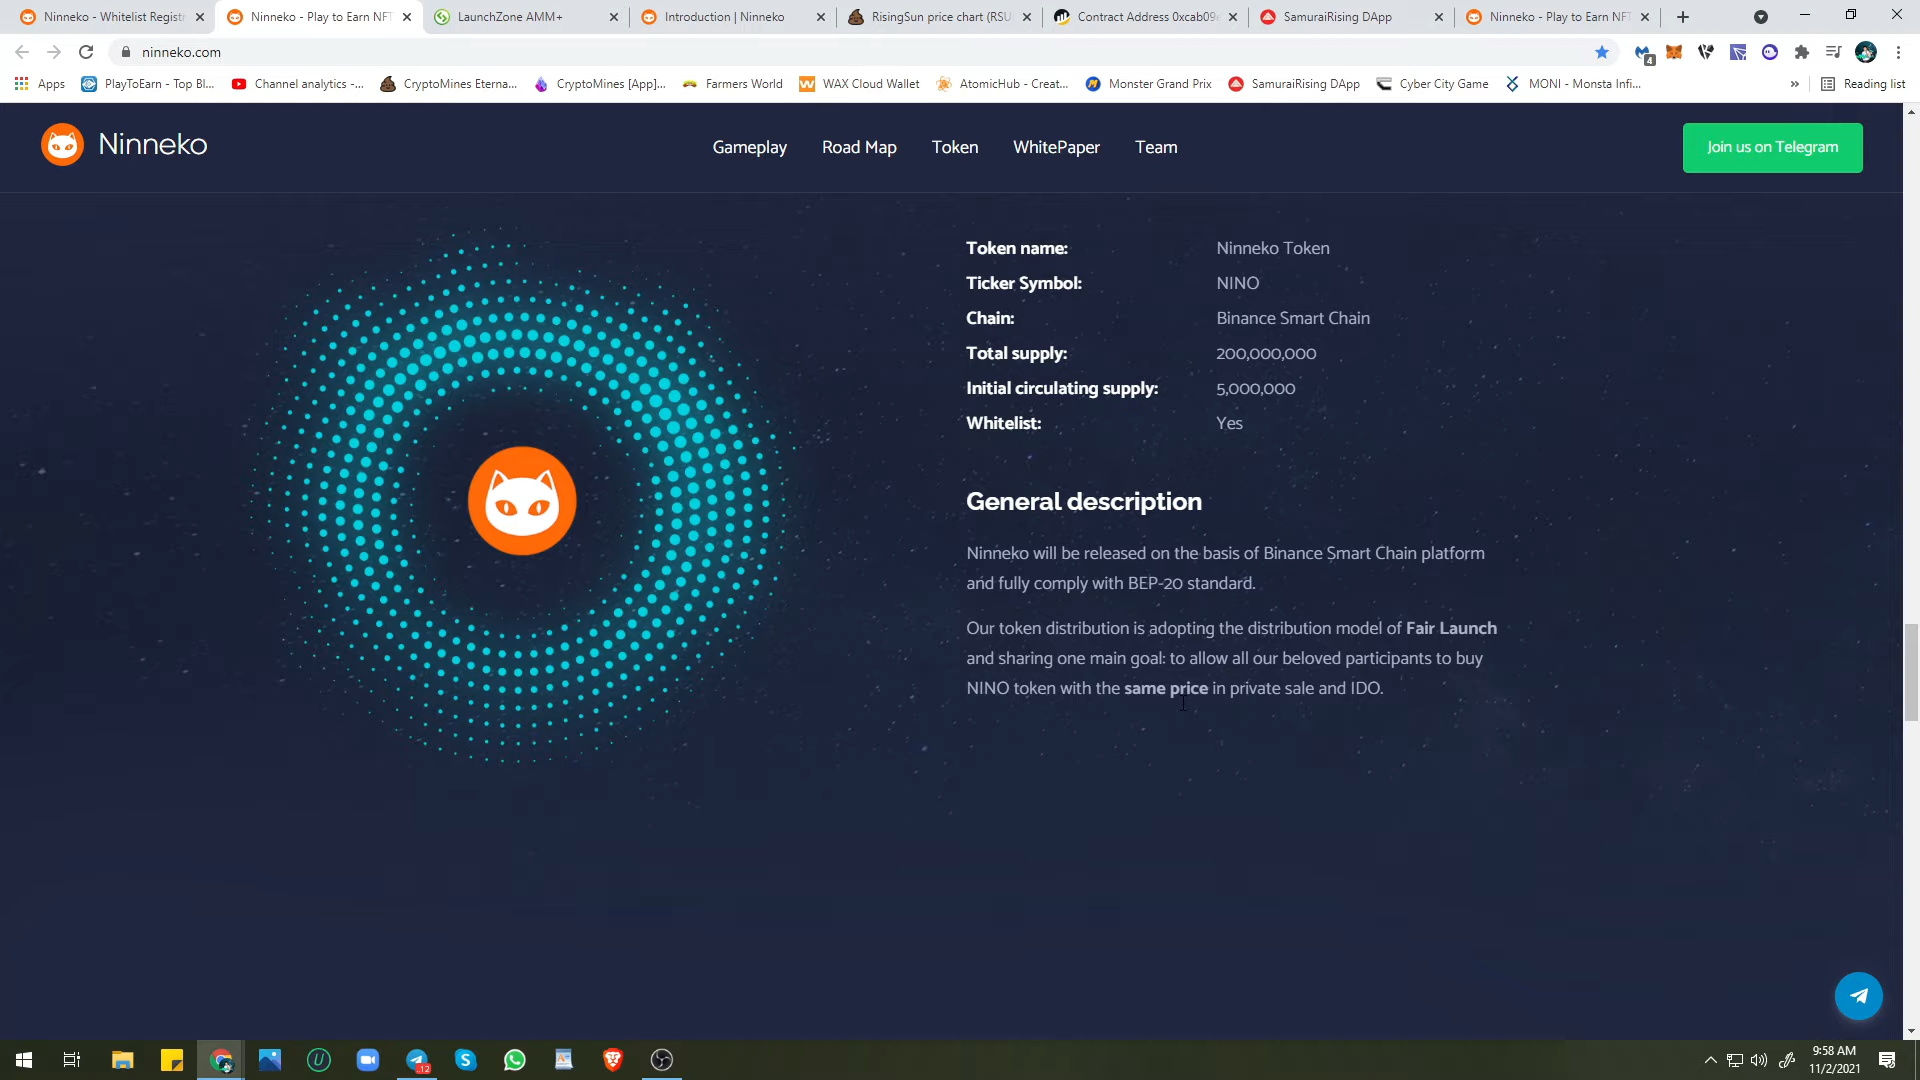 Ninneko - Whitelist Registr
Ninneko - Play to Earn NFT
LaunchZone AMM+
Introduction | Ninneko
RisingSun price chart (RSU
Contract Address 0xcab09
SamuraiRising DApp
Ninneko - Play to Earn NFT
ninneko.com
4
Apps
PlayToEarn - Top Bl...
Channel analytics -...
CryptoMines Eterna...
CryptoMines [App]...
Farmers World
WAX Cloud Wallet
AtomicHub - Creat...
Monster Grand Prix
SamuraiRising DApp
Cyber City Game
MONI - Monsta Infi...
»
Reading list
Ninneko
Gameplay
Road Map
Token
WhitePaper
Team
Join us on Telegram
Token name: Ninneko Token
Ticker Symbol: NINO
Chain: Binance Smart Chain
Total supply: 200,000,000
Initial circulating supply: 5,000,000
Whitelist: Yes
General description
Ninneko will be released on the basis of Binance Smart Chain platform
and fully comply with BEP-20 standard.
Our token distribution is adopting the distribution model of Fair Launch
and sharing one main goal: to allow all our beloved participants to buy
NINO token with the same price in private sale and IDO.
12
9:58 AM
11/2/2021